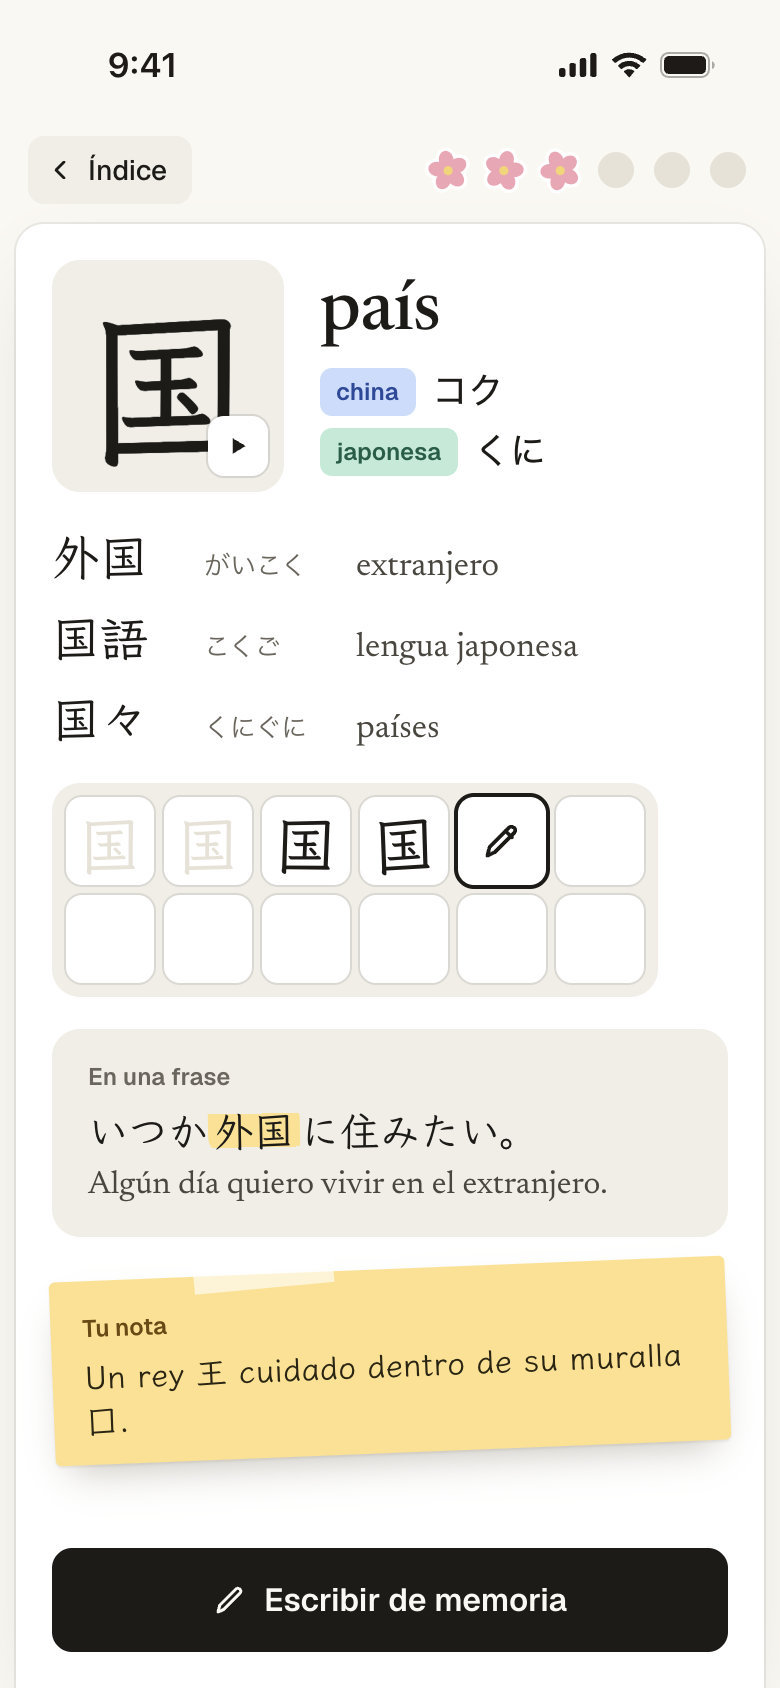 9:41
Índice
国
país
china コク
japonesa くに
外国 がいこく extranjero
国語 こくご lengua japonesa
国々 くにぐに países
国 国 国 国
En una frase
いつか外国に住みたい。
Algún día quiero vivir en el extranjero.
Tu nota
Un rey 王 cuidado dentro de su muralla
囗.
Escribir de memoria